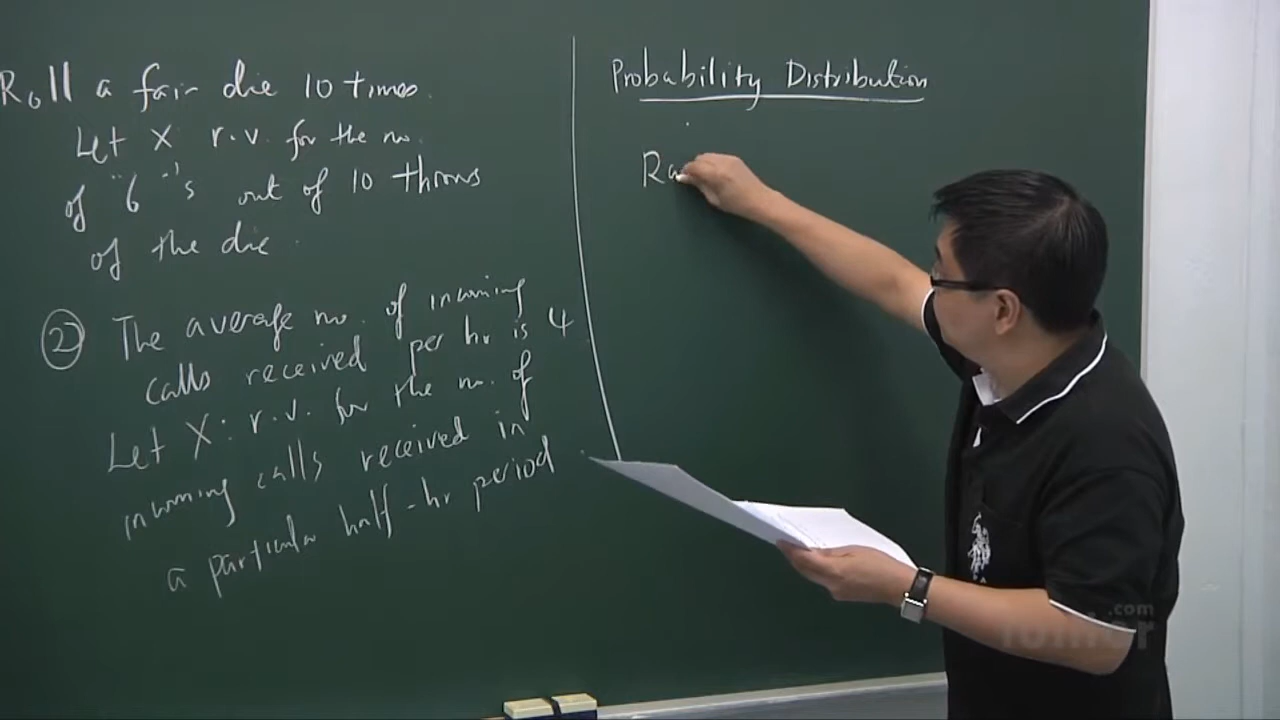 Roll a fair die 10 times.
Let X r.v. for the no.
of "6"'s out of 10 throws
of the die.
② The average no. of incoming
calls received per hr is 4
Let X: r.v. for the no. of
incoming calls received in
a particular half-hr period.
Probability Distribution
Ra
.com